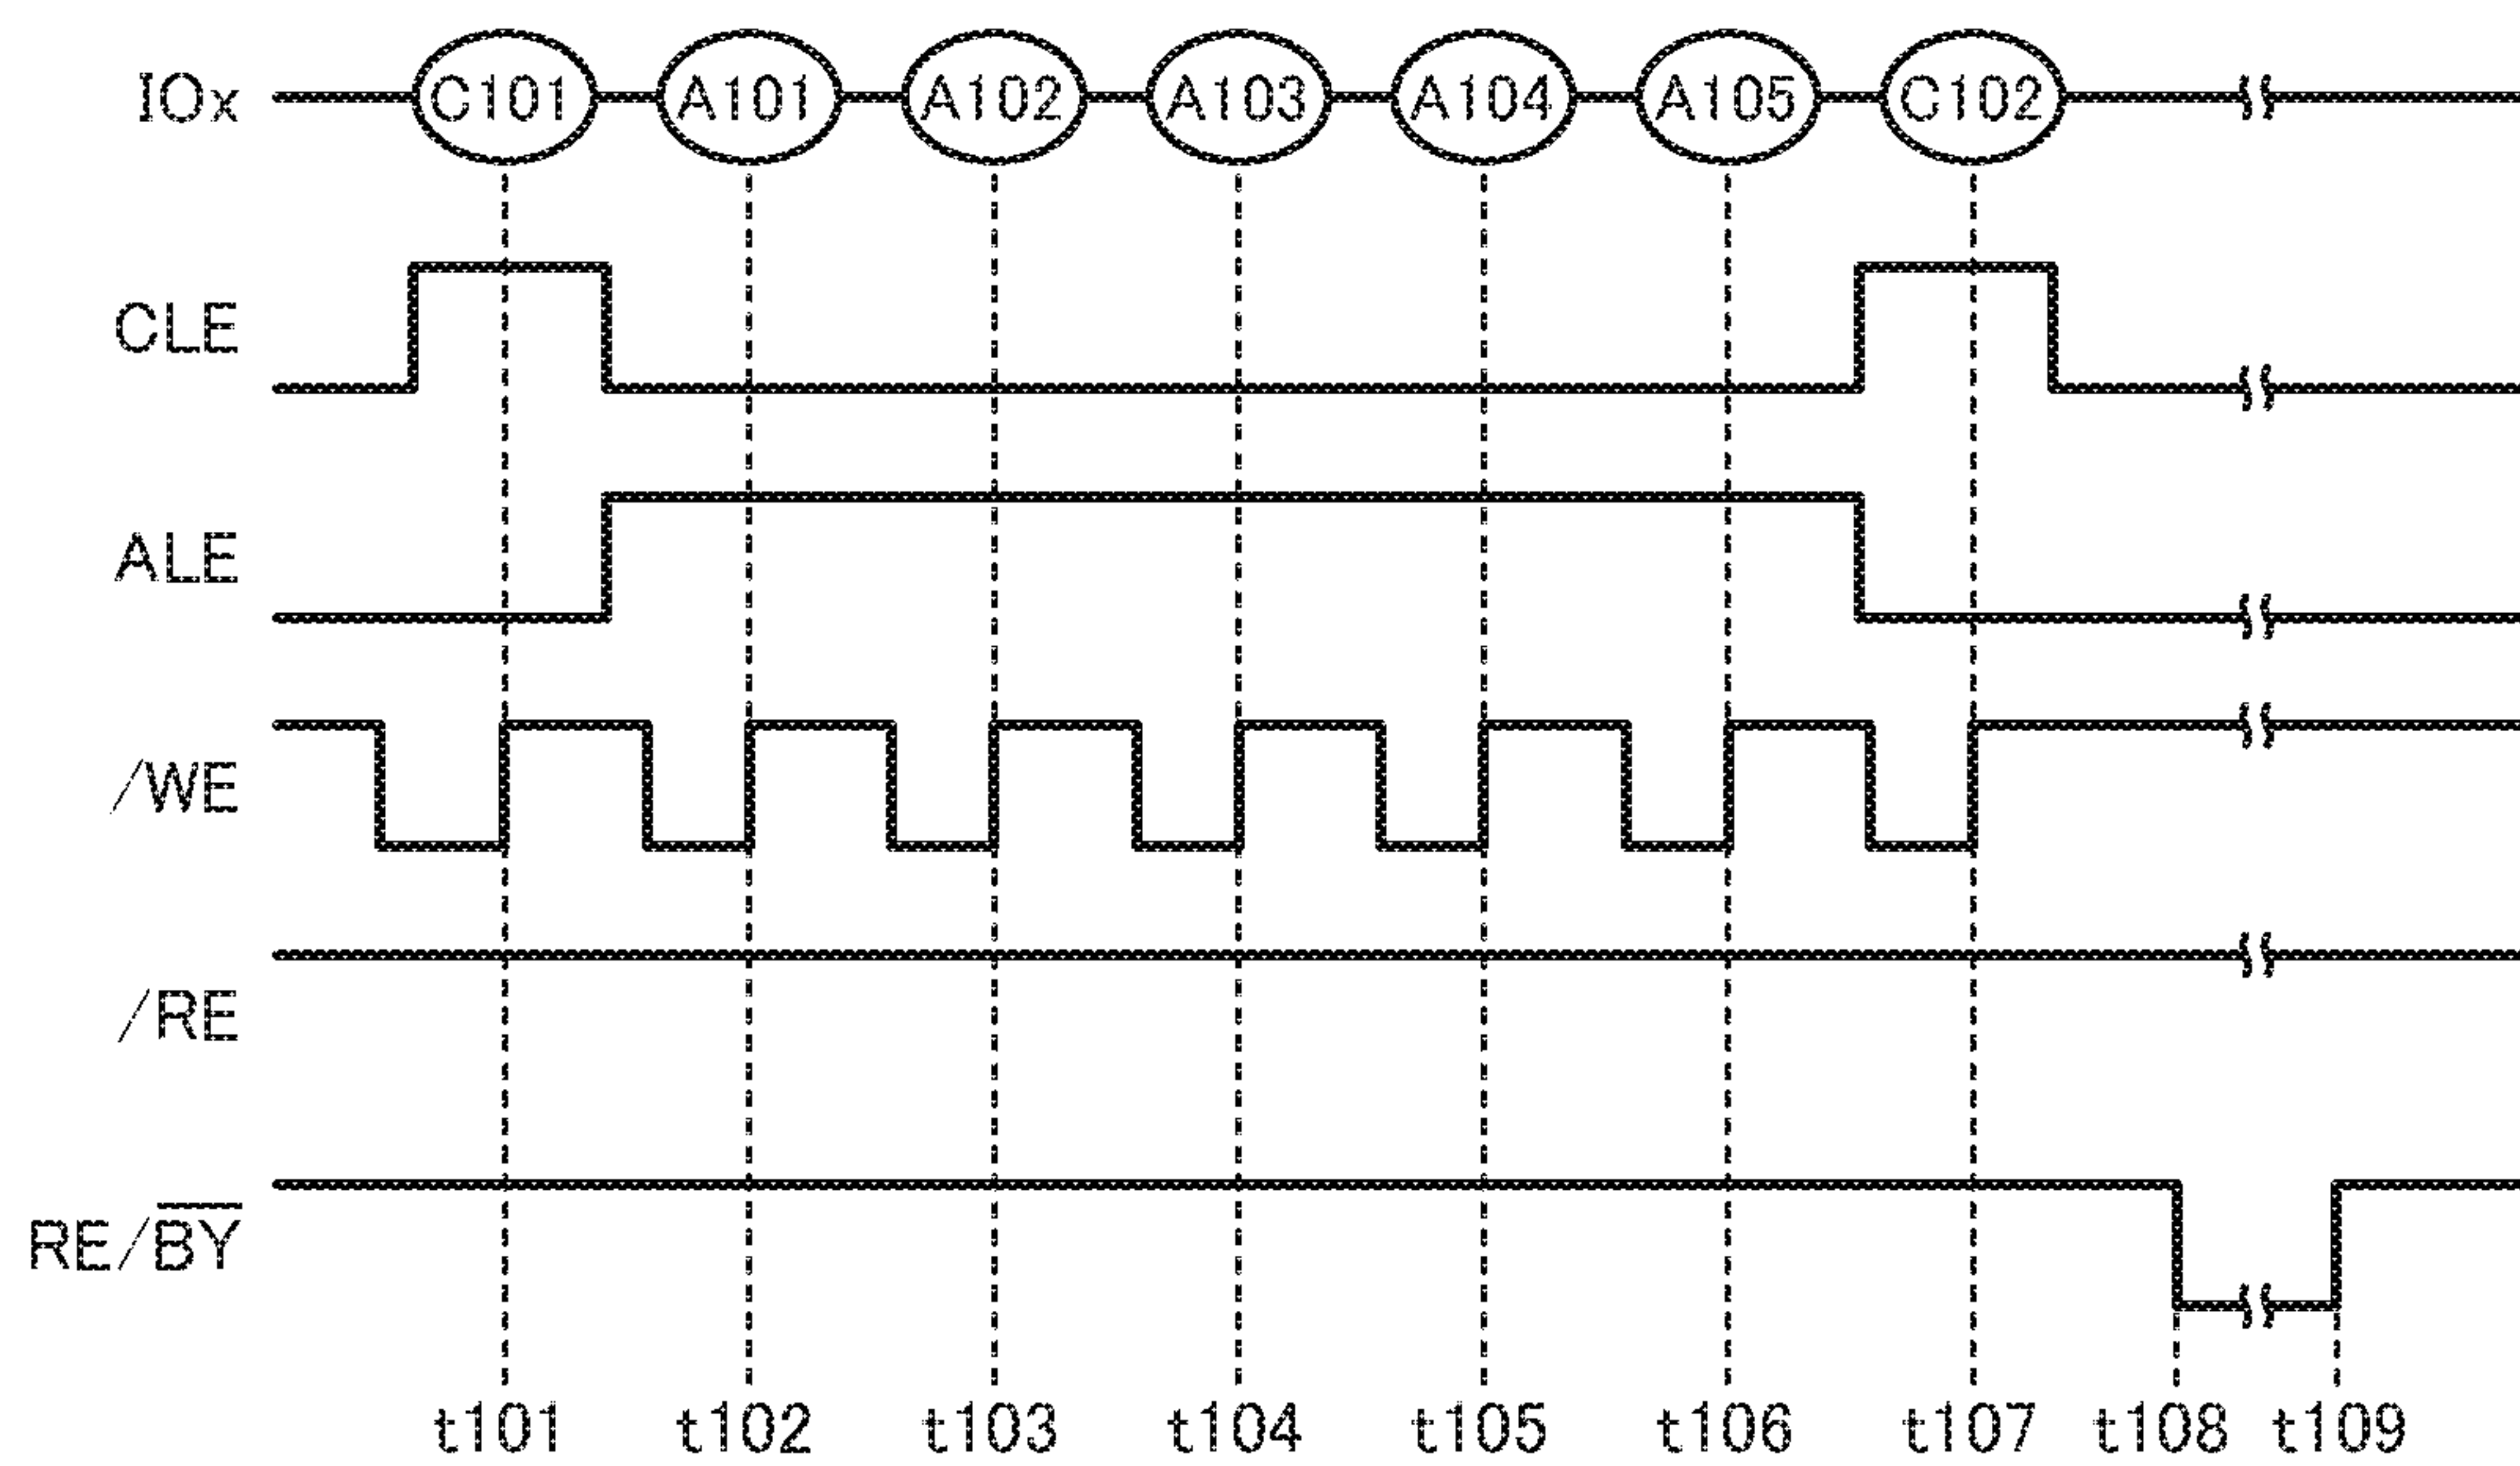 IOx C101 A101 A102 A103 A104 A105 C102
CLE
ALE
/WE
/RE
RE/B̅Y̅
t101 t102 t103 t104 t105 t106 t107 t108 t109